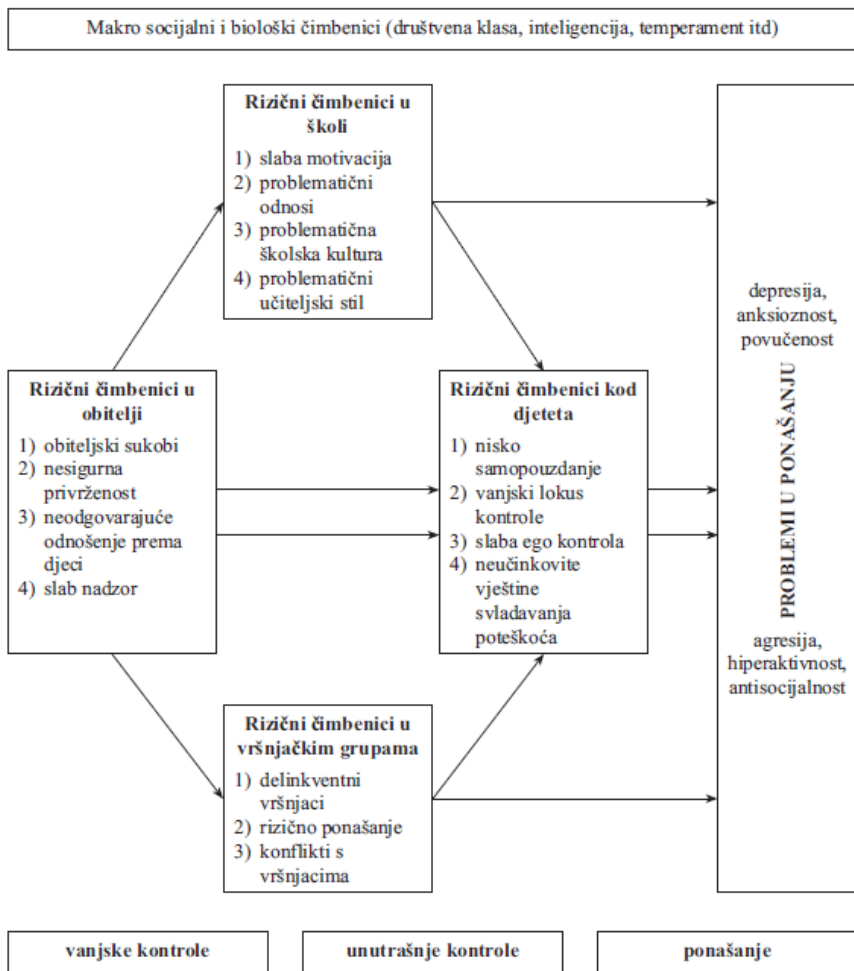 Makro socijalni i biološki čimbenici (društvena klasa, inteligencija, temperament itd)
Rizični čimbenici u
školi
1) slaba motivacija
2) problematični
odnosi
3) problematična
školska kultura
4) problematični
učiteljski stil
Rizični čimbenici u
obitelji
1) obiteljski sukobi
2) nesigurna
privrženost
3) neodgovarajuće
odnošenje prema
djeci
4) slab nadzor
Rizični čimbenici kod
djeteta
1) nisko
samopouzdanje
2) vanjski lokus
kontrole
3) slaba ego kontrola
4) neučinkovite
vještine
svladavanja
poteškoća
Rizični čimbenici u
vršnjačkim grupama
1) delinkventni
vršnjaci
2) rizično ponašanje
3) konflikti s
vršnjacima
depresija,
anksioznost,
povučenost
PROBLEMI U PONAŠANJU
agresija,
hiperaktivnost,
antisocijalnost
vanjske kontrole
unutrašnje kontrole
ponašanje